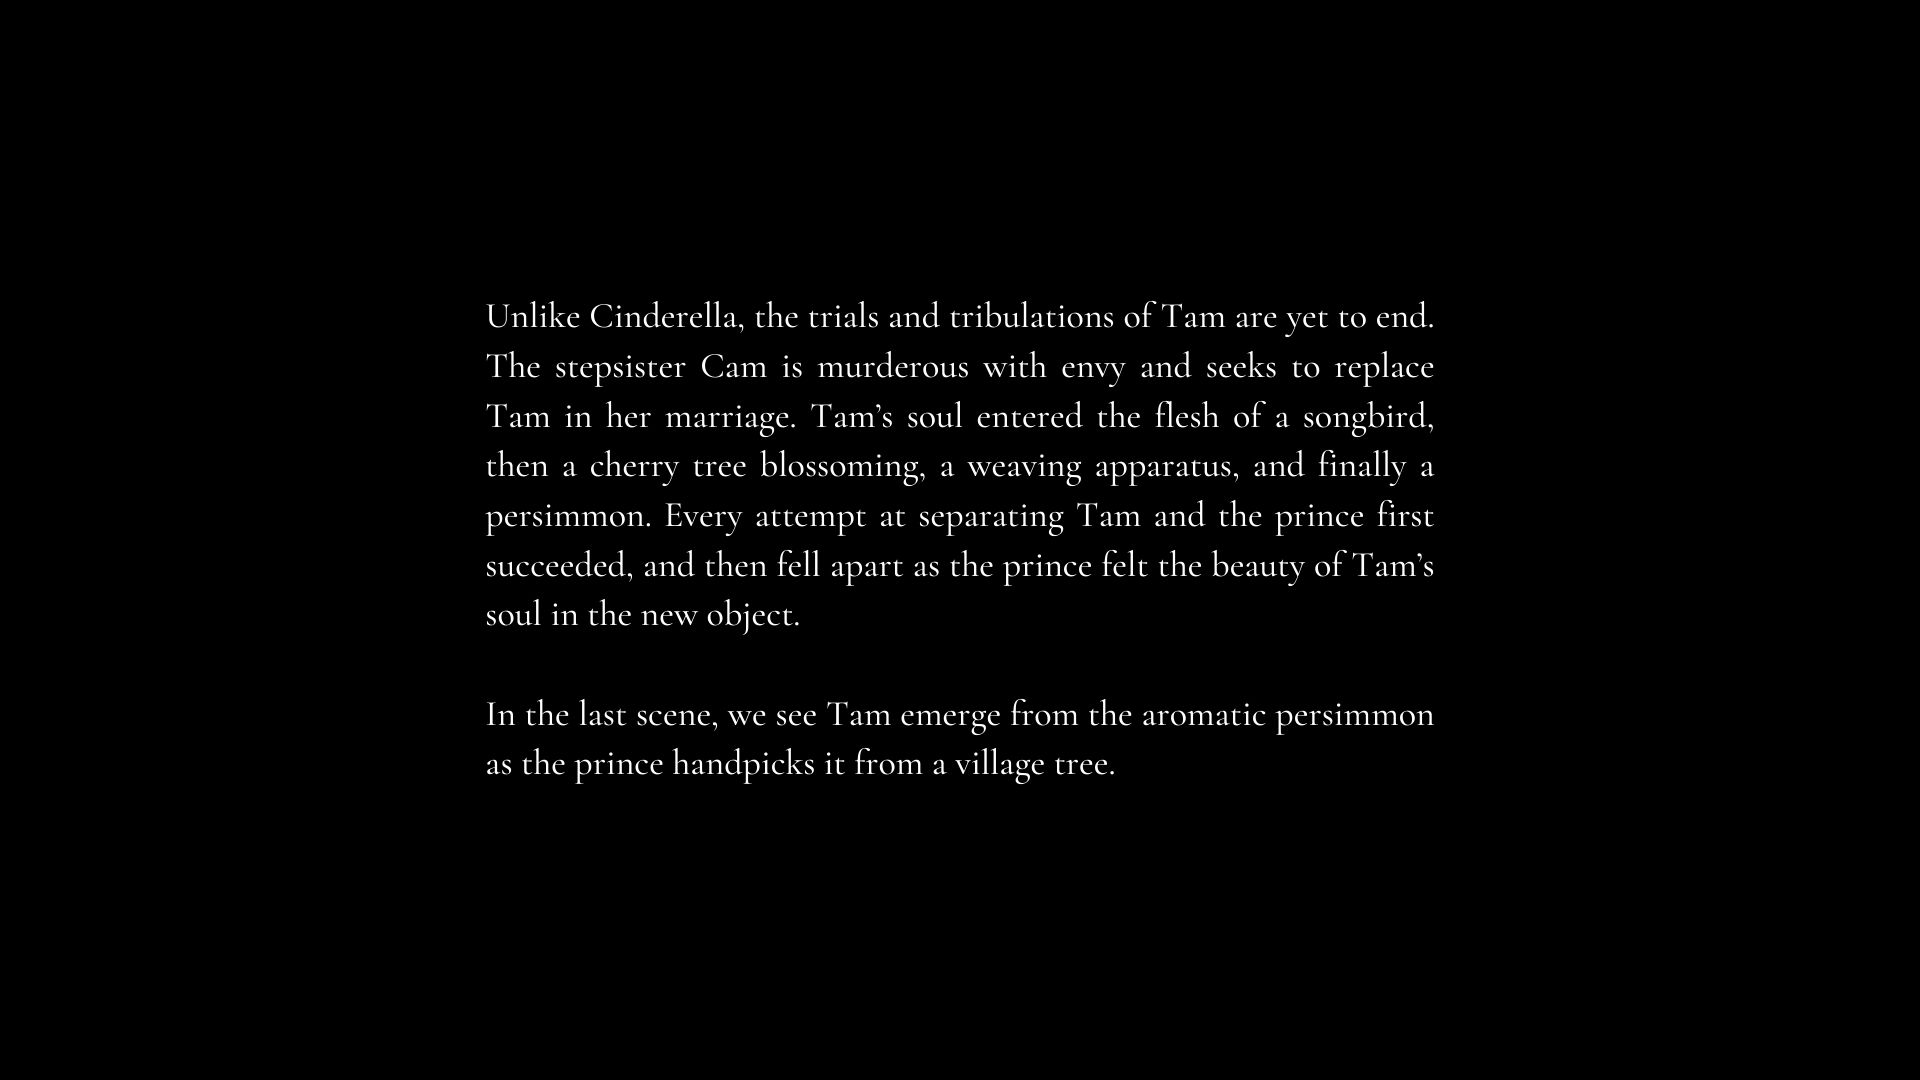 Unlike Cinderella, the trials and tribulations of Tam are yet to end.
The stepsister Cam is murderous with envy and seeks to replace
Tam in her marriage. Tam’s soul entered the flesh of a songbird,
then a cherry tree blossoming, a weaving apparatus, and finally a
persimmon. Every attempt at separating Tam and the prince first
succeeded, and then fell apart as the prince felt the beauty of Tam’s
soul in the new object.
In the last scene, we see Tam emerge from the aromatic persimmon
as the prince handpicks it from a village tree.